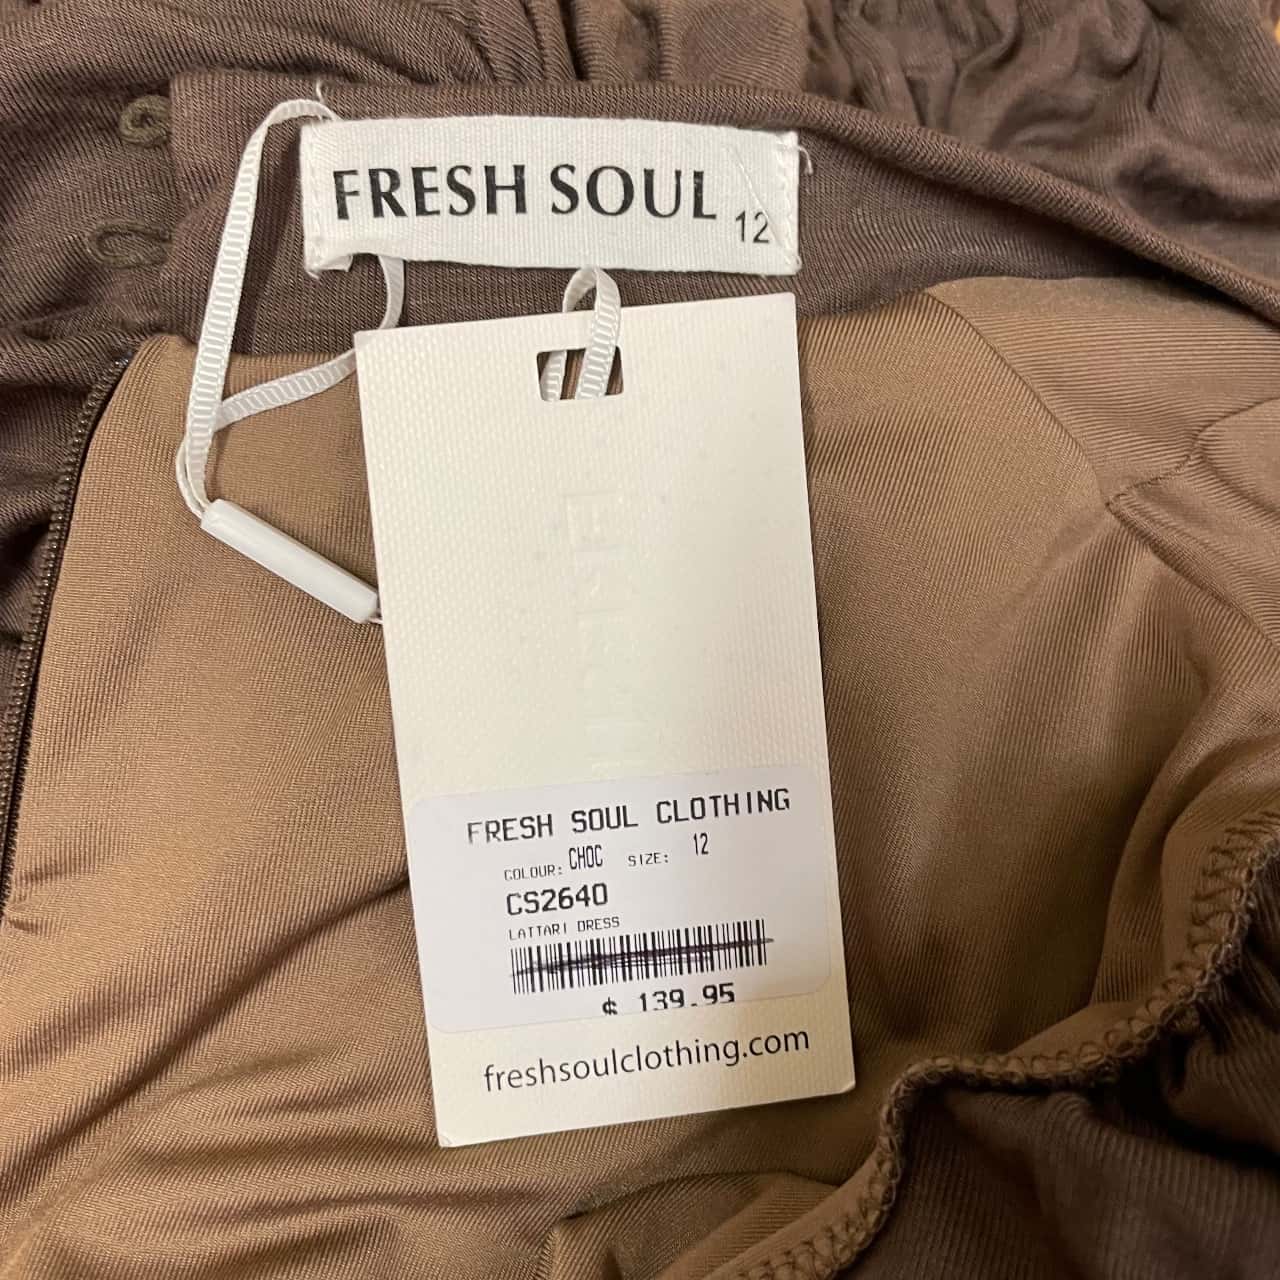 FRESH SOUL
12
FRESH SOUL CLOTHING
COLOUR: CHOC SIZE: 12
CS2640
LATTARI DRESS
$ 139.95
freshsoulclothing.com